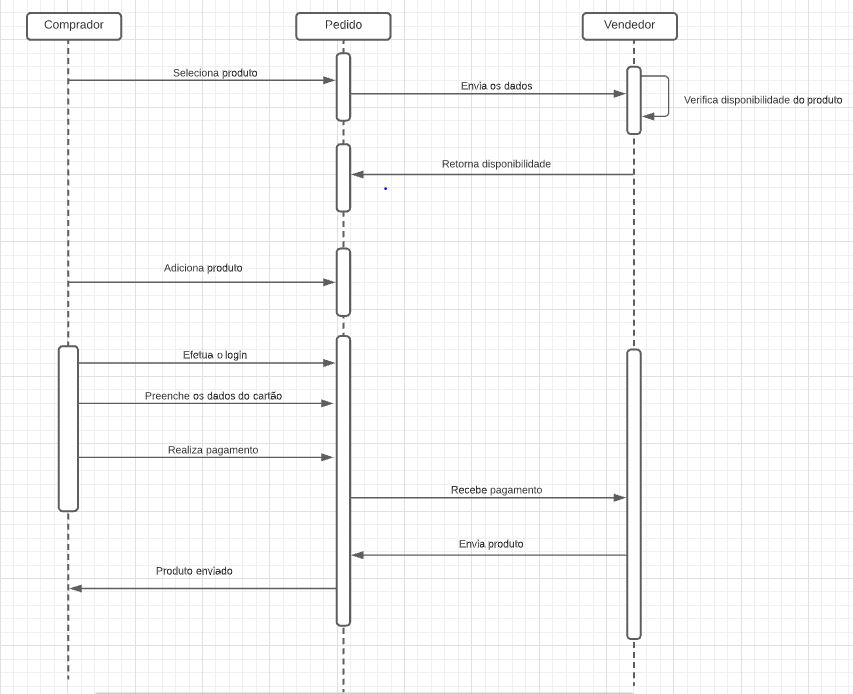 Comprador
Pedido
Vendedor
Seleciona produto
Envia os dados
Verifica disponibilidade do produto
Retorna disponibilidade
Adiciona produto
Efetua o login
Preenche os dados do cartão
Realiza pagamento
Recebe pagamento
Envia produto
Produto enviado